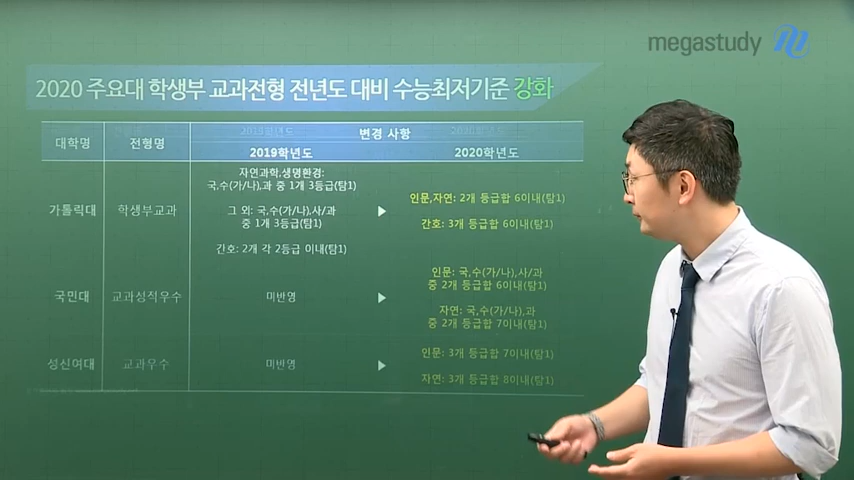 megastudy
2020 주요대 학생부 교과전형 전년도 대비 수능최저기준 강화
대학명 전형명 변경 사항
2019학년도 2020학년도
가톨릭대 학생부교과
자연과학,생명환경:
국,수(가/나),과 중 1개 3등급(탐1)
그 외: 국,수(가/나),사/과
중 1개 3등급(탐1)
간호: 2개 각 2등급 이내(탐1)
인문,자연: 2개 등급합 6이내(탐1)
간호: 3개 등급합 6이내(탐1)
국민대 교과성적우수 미반영
인문: 국,수(가/나),사/과
중 2개 등급합 6이내(탐1)
자연: 국,수(가/나),과
중 2개 등급합 7이내(탐1)
성신여대 교과우수 미반영
인문: 3개 등급합 7이내(탐1)
자연: 3개 등급합 8이내(탐1)